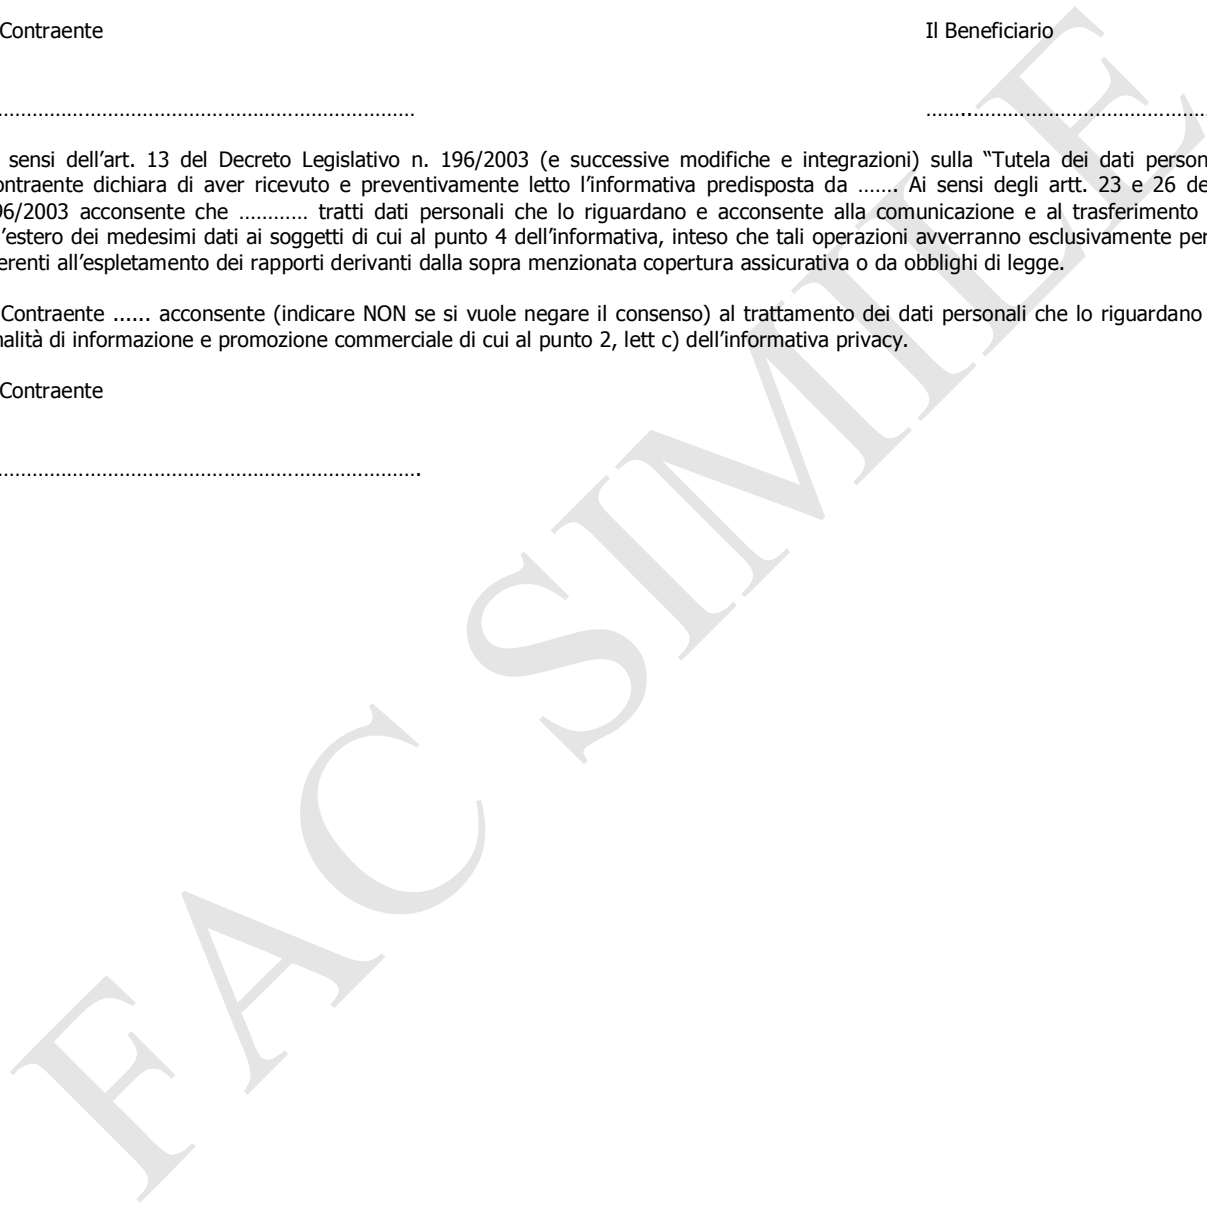 Contraente Il Beneficiario
........................................................................ ...............................................................
sensi dell'art. 13 del Decreto Legislativo n. 196/2003 (e successive modifiche e integrazioni) sulla "Tutela dei dati person
ontraente dichiara di aver ricevuto e preventivamente letto l'informativa predisposta da ……. Ai sensi degli artt. 23 e 26 de
96/2003 acconsente che ………… tratti dati personali che lo riguardano e acconsente alla comunicazione e al trasferimento
l'estero dei medesimi dati ai soggetti di cui al punto 4 dell'informativa, inteso che tali operazioni avverranno esclusivamente per
erenti all'espletamento dei rapporti derivanti dalla sopra menzionata copertura assicurativa o da obblighi di legge.
Contraente ...... acconsente (indicare NON se si vuole negare il consenso) al trattamento dei dati personali che lo riguardano
nalità di informazione e promozione commerciale di cui al punto 2, lett c) dell'informativa privacy.
Contraente
.........................................................................
FAC SIMILE